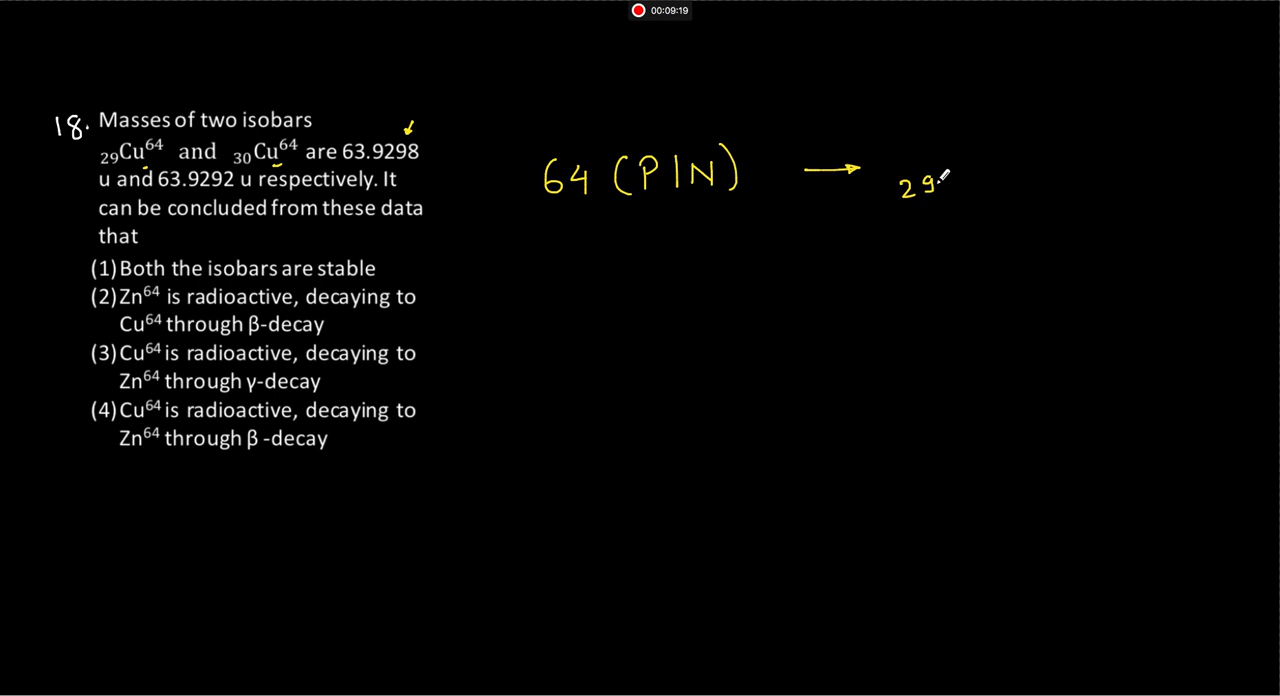 00:09:19
18. Masses of two isobars
₂₉Cu⁶⁴ and ₃₀Cu⁶⁴ are 63.9298
u and 63.9292 u respectively. It
can be concluded from these data
that
(1) Both the isobars are stable
(2) Zn⁶⁴ is radioactive, decaying to
Cu⁶⁴ through β-decay
(3) Cu⁶⁴ is radioactive, decaying to
Zn⁶⁴ through γ-decay
(4) Cu⁶⁴ is radioactive, decaying to
Zn⁶⁴ through β -decay
64 (P|N) → 29